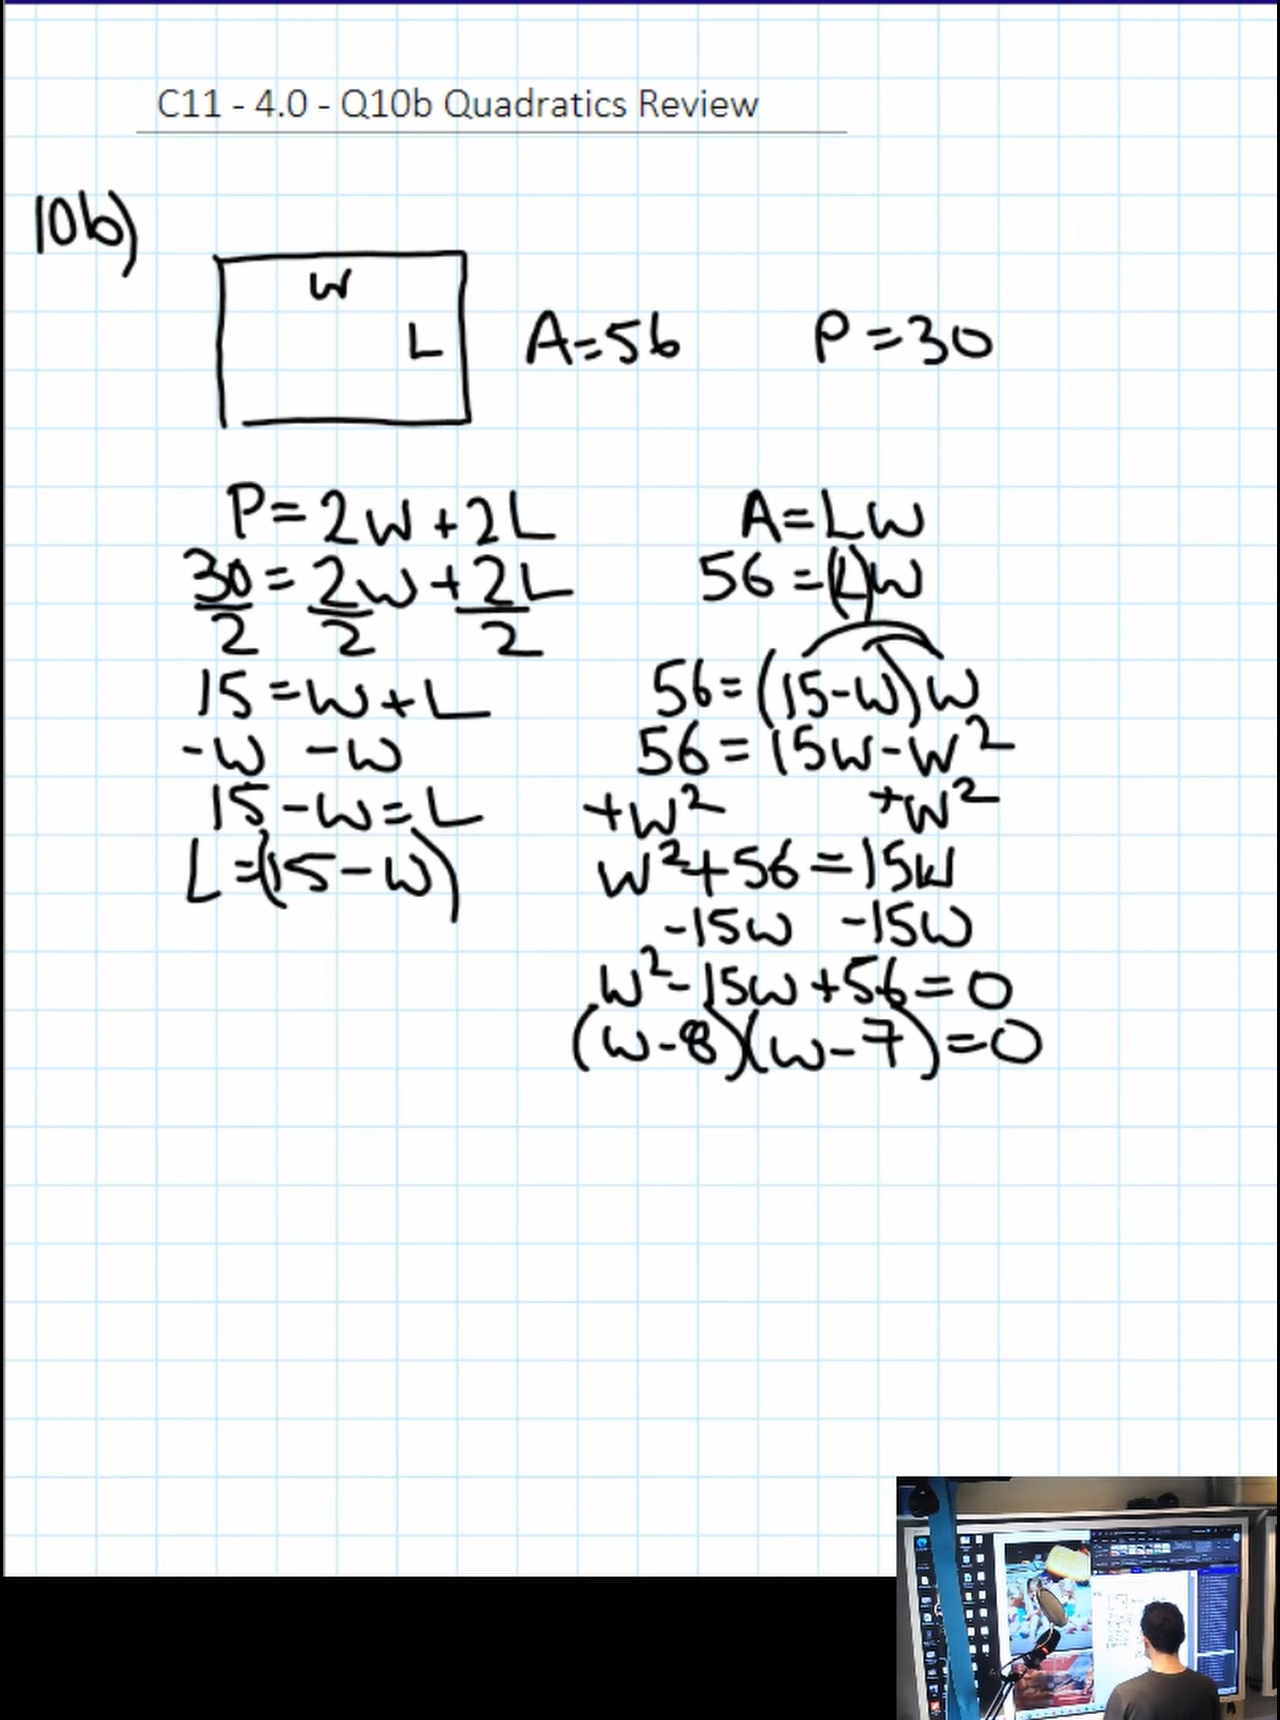 C11 - 4.0 - Q10b Quadratics Review
10b)
W
L
A=56
P=30
P=2W+2L
30=2W+2L
2 2 2
15=W+L
-W -W
15-W=L
L=(15-W)
A=LW
56=(L)W
56=(15-W)W
56=15W-W²
+W² +W²
W²+56=15W
-15W -15W
W²-15W+56=0
(W-8)(W-7)=0